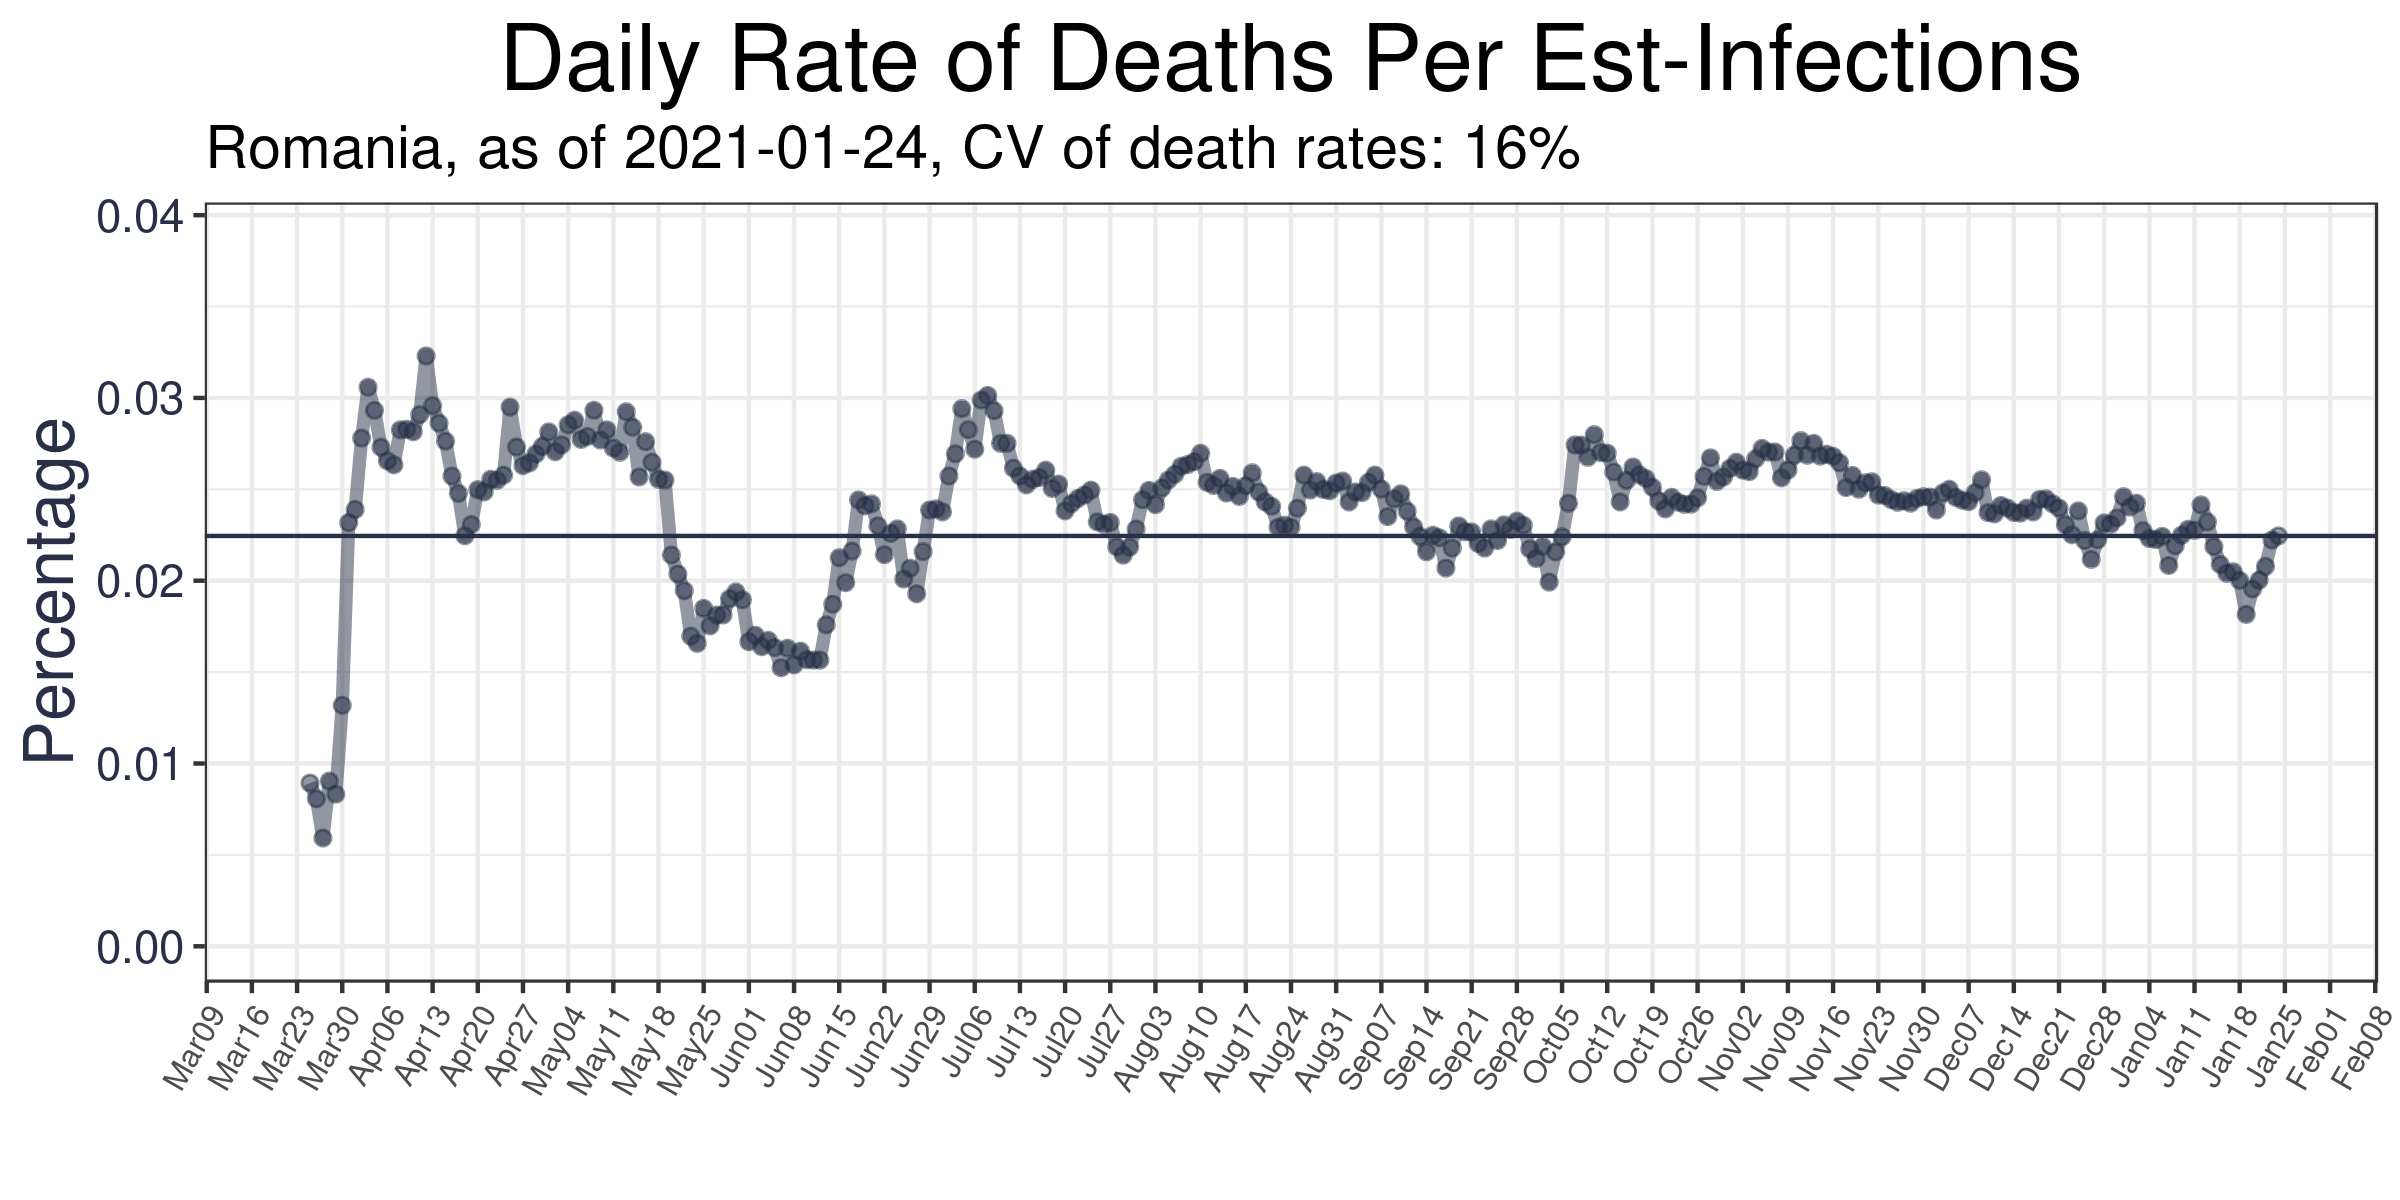 Daily Rate of Deaths Per Est-Infections
Romania, as of 2021-01-24, CV of death rates: 16%
Percentage
0.04
0.03
0.02
0.01
0.00
Mar09
Mar16
Mar23
Mar30
Apr06
Apr13
Apr20
Apr27
May04
May11
May18
May25
Jun01
Jun08
Jun15
Jun22
Jun29
Jul06
Jul13
Jul20
Jul27
Aug03
Aug10
Aug17
Aug24
Aug31
Sep07
Sep14
Sep21
Sep28
Oct05
Oct12
Oct19
Oct26
Nov02
Nov09
Nov16
Nov23
Nov30
Dec07
Dec14
Dec21
Dec28
Jan04
Jan11
Jan18
Jan25
Feb01
Feb08